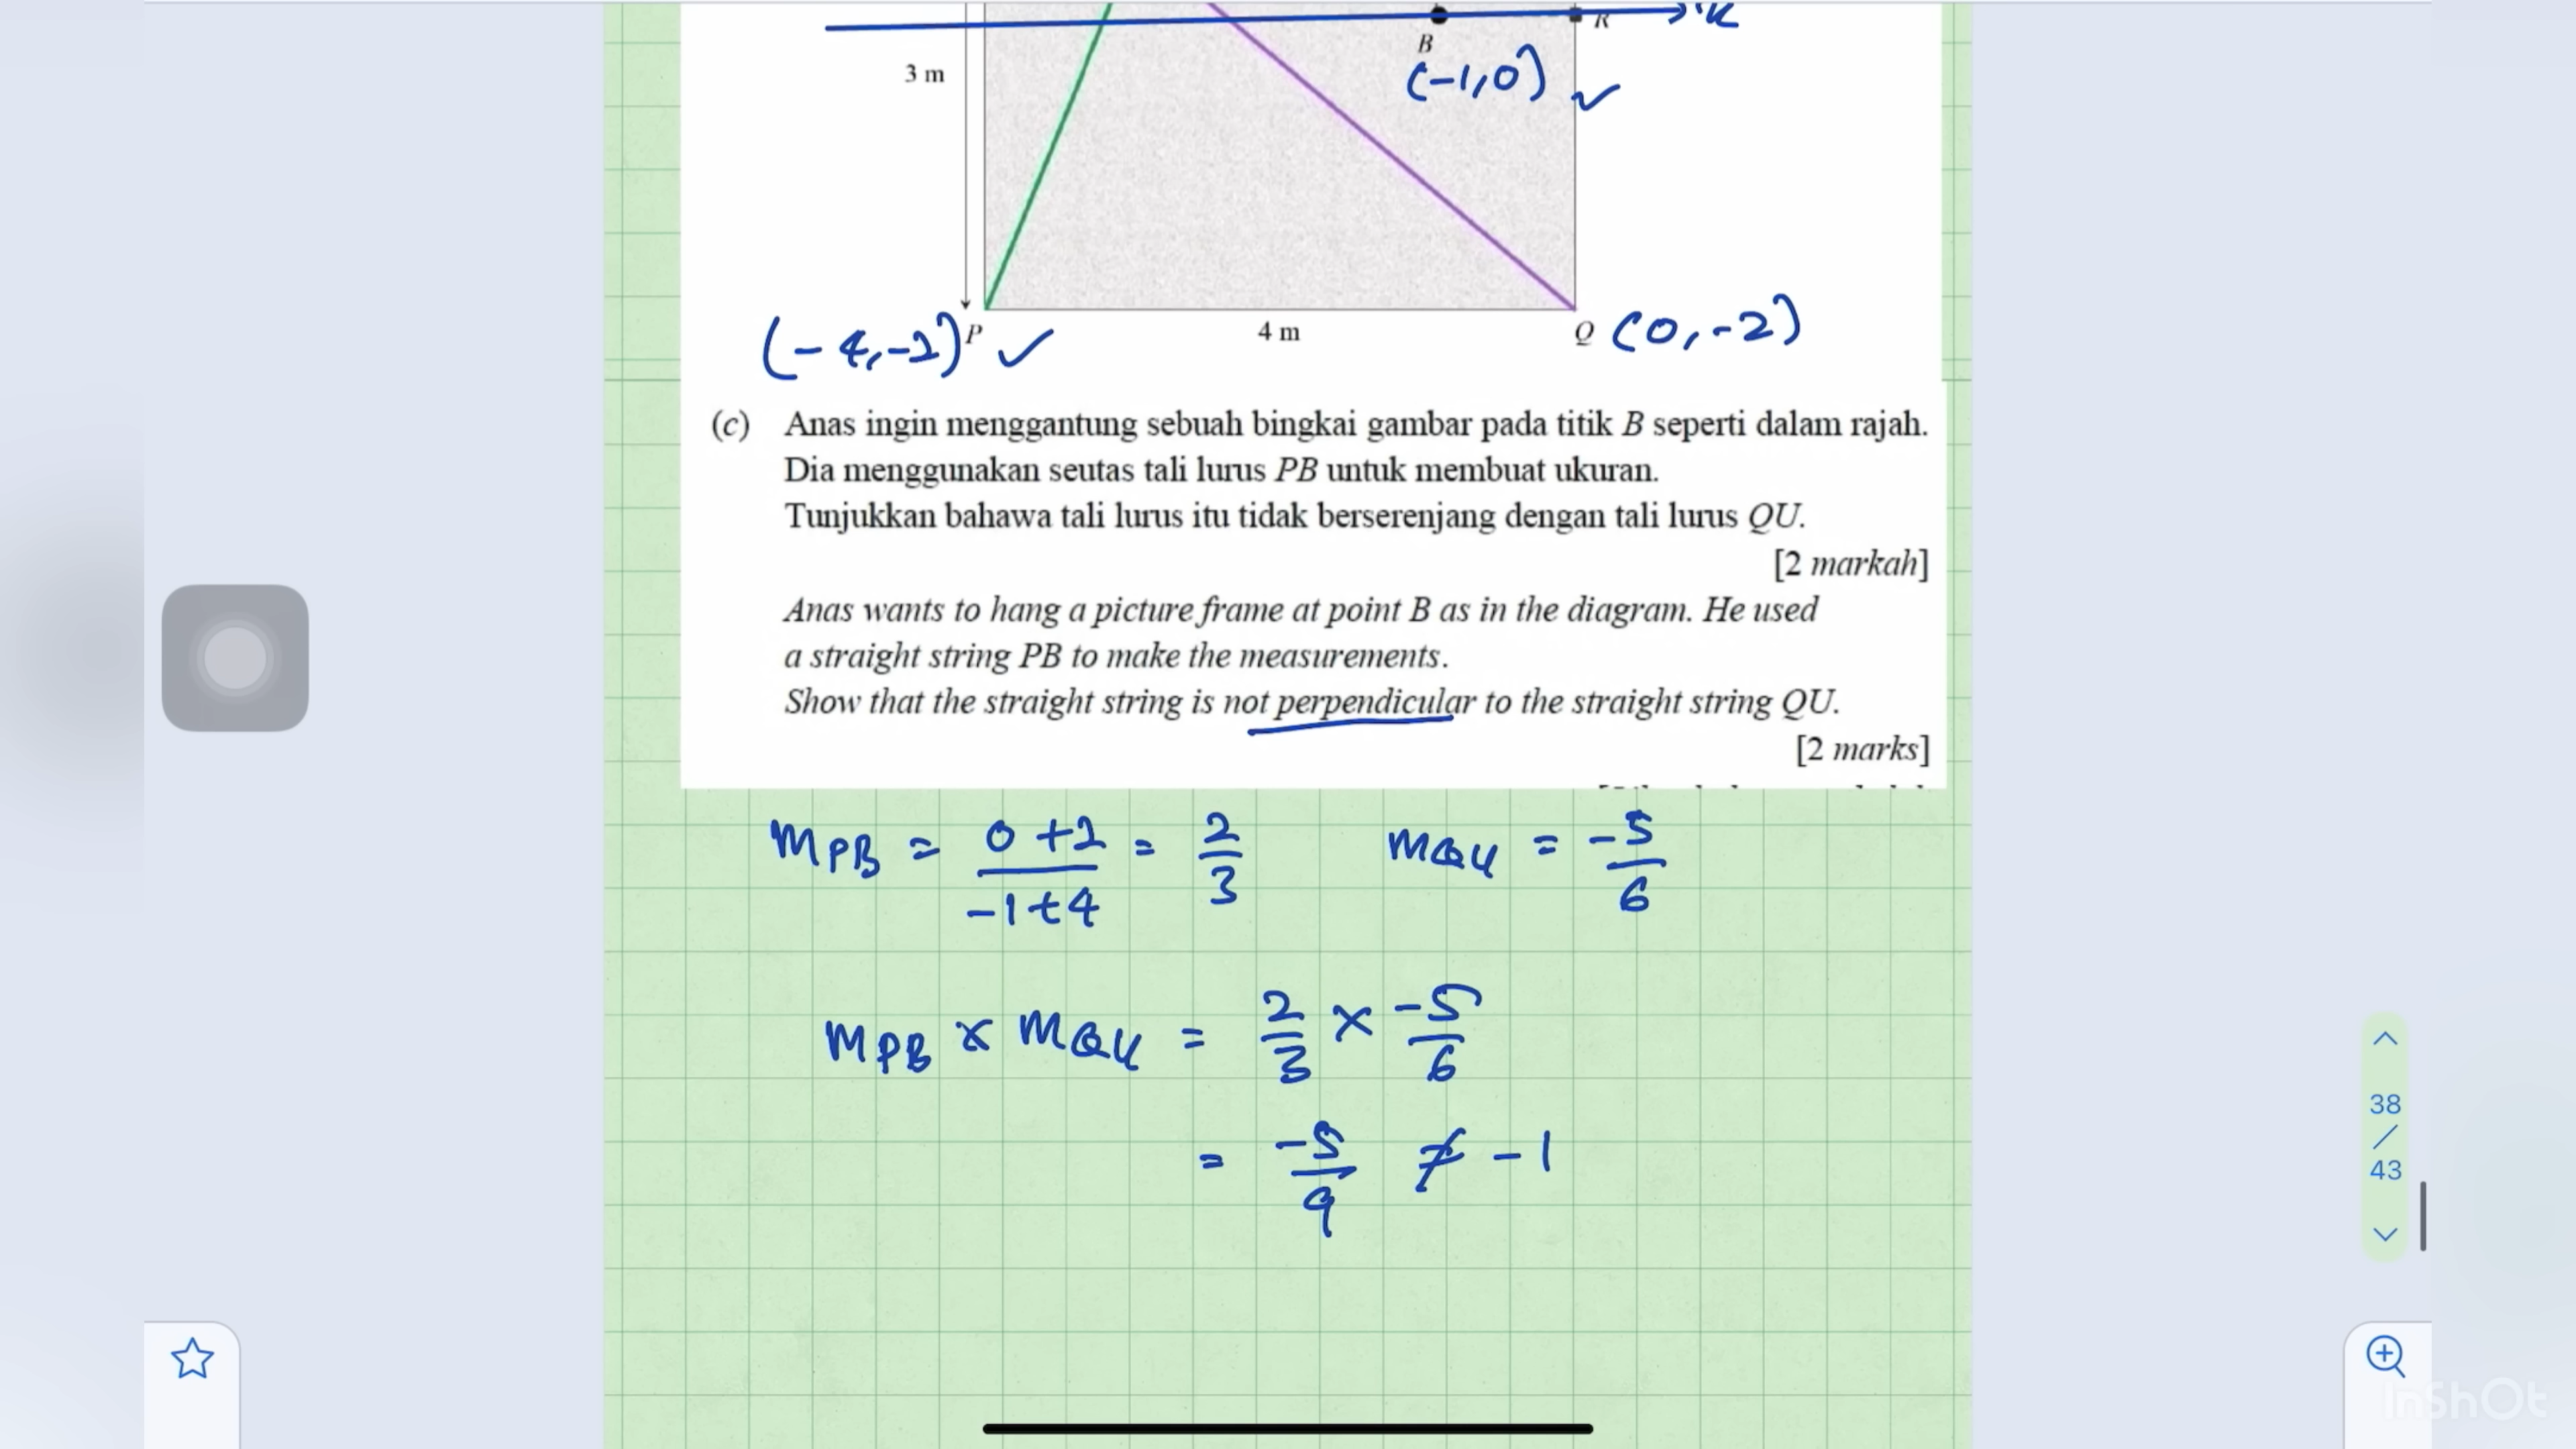 R
B
3 m
(-1,0) ✓
(-4,-2) P ✓
4 m
Q (0,-2)
(c) Anas ingin menggantung sebuah bingkai gambar pada titik B seperti dalam rajah.
Dia menggunakan seutas tali lurus PB untuk membuat ukuran.
Tunjukkan bahawa tali lurus itu tidak berserenjang dengan tali lurus QU.
[2 markah]
Anas wants to hang a picture frame at point B as in the diagram. He used
a straight string PB to make the measurements.
Show that the straight string is not perpendicular to the straight string QU.
[2 marks]
mPB = 0+2/-1+4 = 2/3 mQU = -5/6
mPB × mQU = 2/3 × -5/6
= -5/9 ≠ -1
38
/
43
InShOt